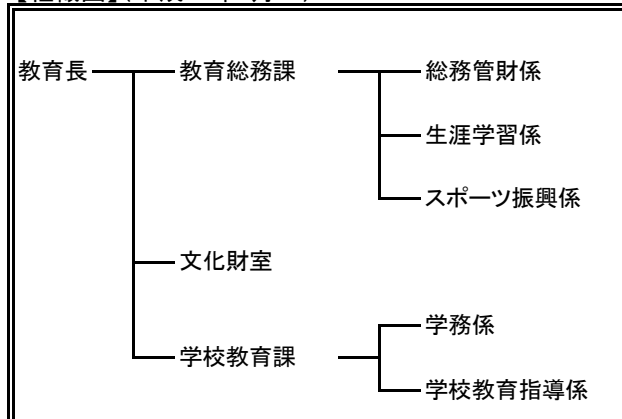 教育長 教育総務課 総務管財係
生涯学習係
スポーツ振興係
文化財室
学務係
学校教育課
学校教育指導係